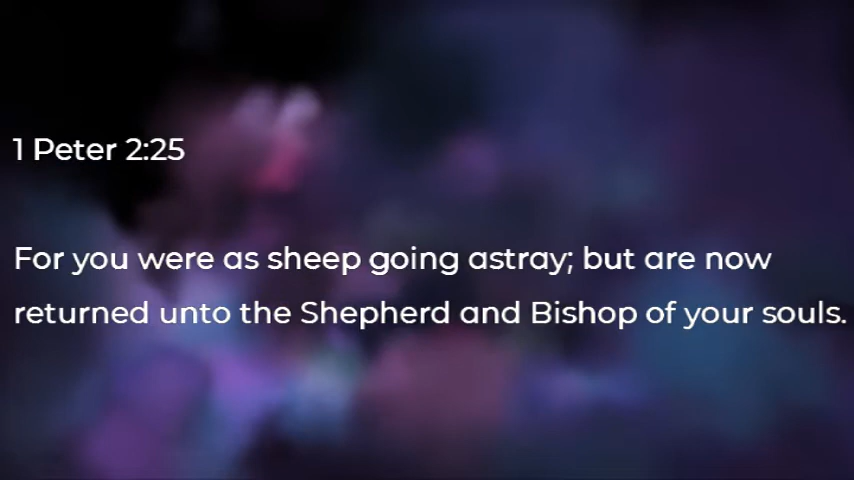 1 Peter 2:25
For you were as sheep going astray; but are now
returned unto the Shepherd and Bishop of your souls.